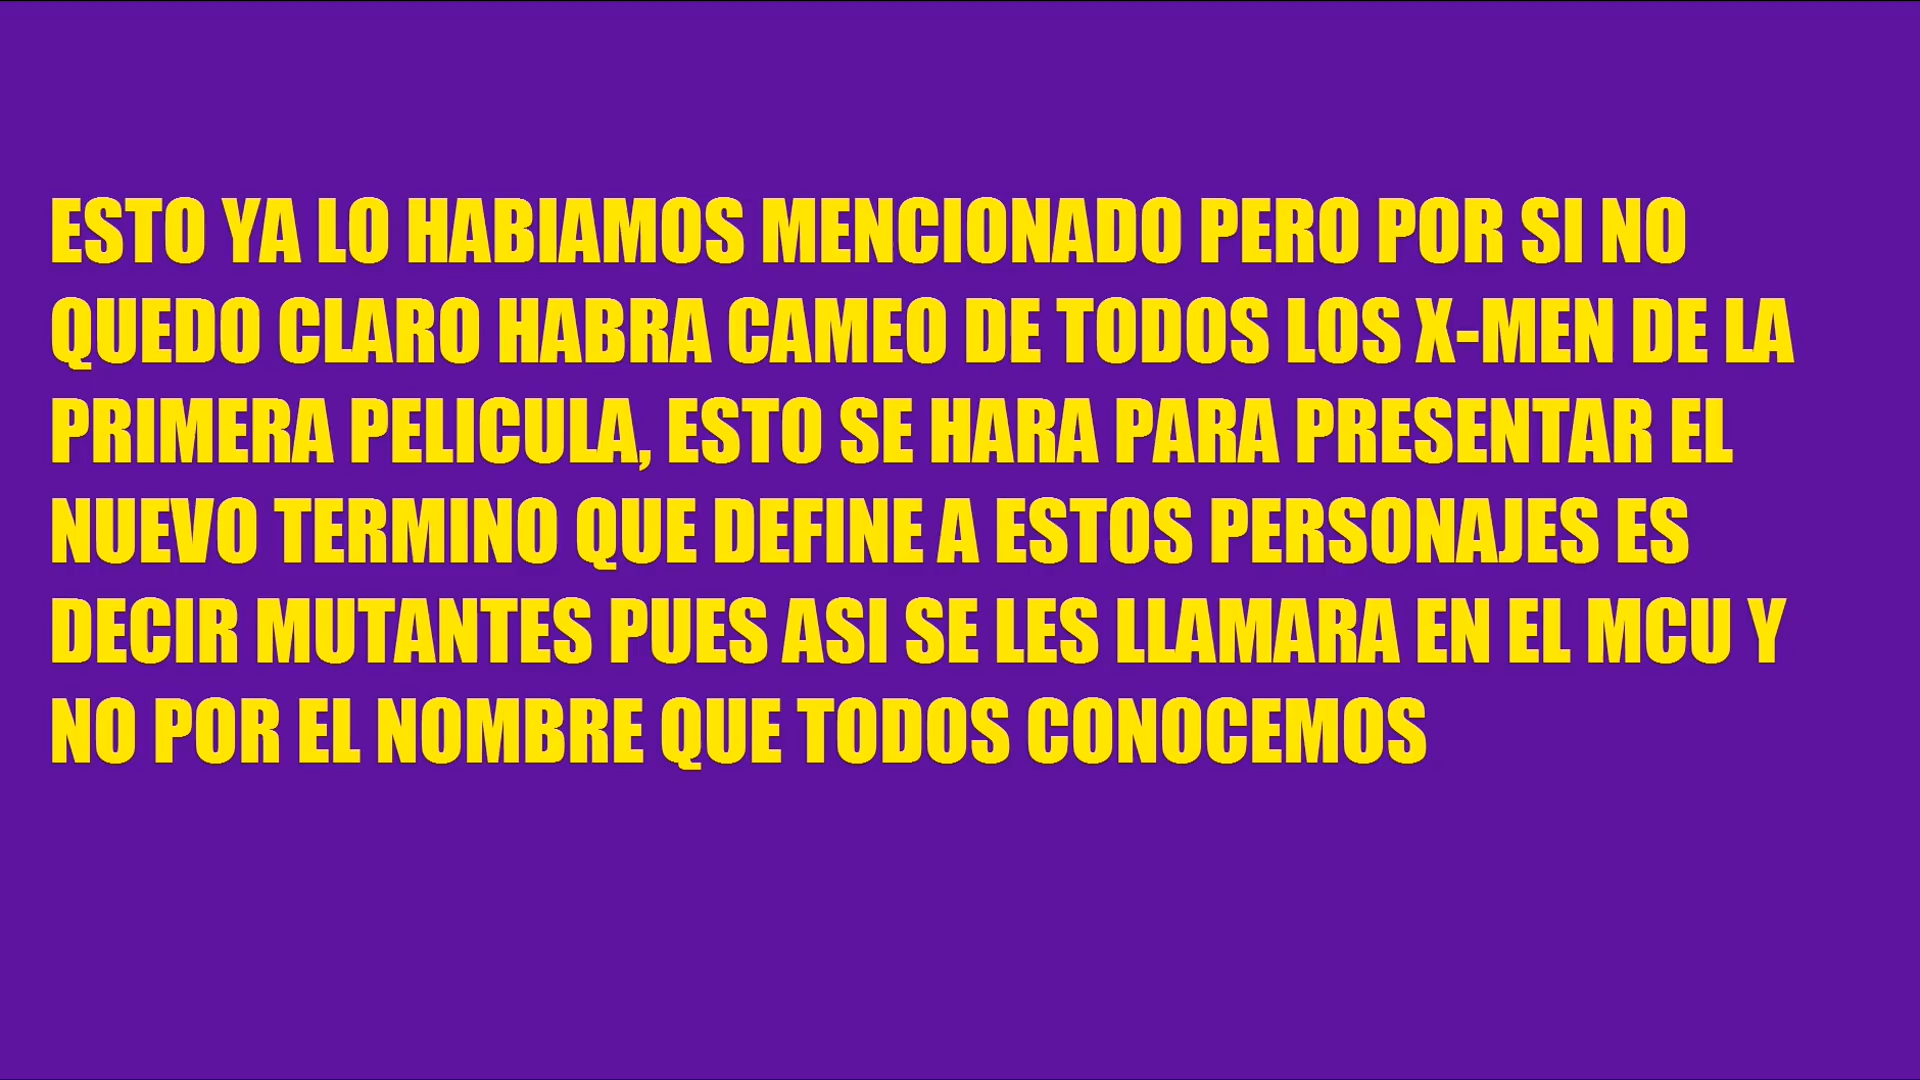 ESTO YA LO HABIAMOS MENCIONADO PERO POR SI NO
QUEDO CLARO HABRA CAMEO DE TODOS LOS X-MEN DE LA
PRIMERA PELICULA, ESTO SE HARA PARA PRESENTAR EL
NUEVO TERMINO QUE DEFINE A ESTOS PERSONAJES ES
DECIR MUTANTES PUES ASI SE LES LLAMARA EN EL MCU Y
NO POR EL NOMBRE QUE TODOS CONOCEMOS